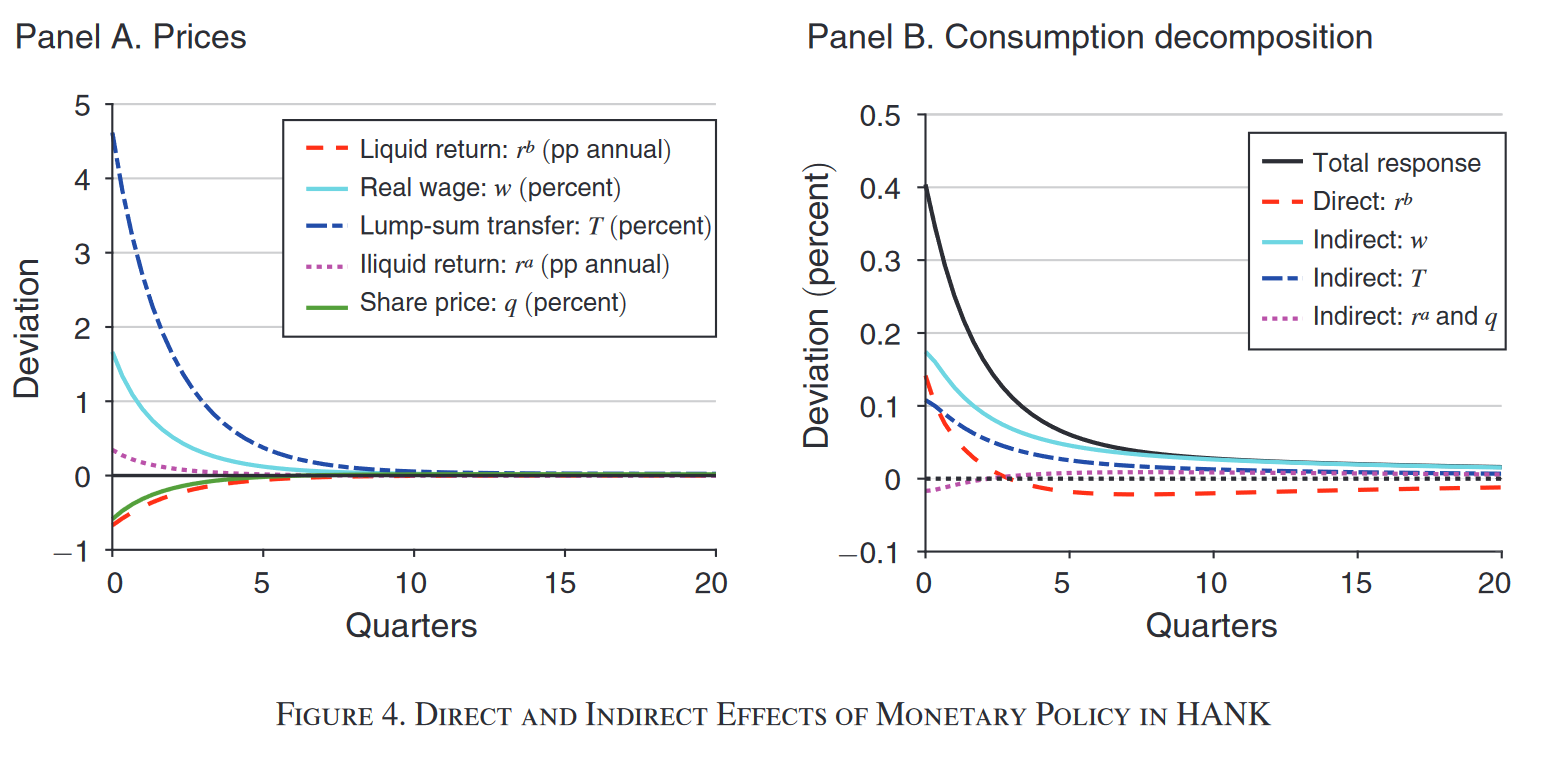 Panel A. Prices
5
4
3
2
1
0
−1
Deviation
Liquid return: rᵇ (pp annual)
Real wage: w (percent)
Lump-sum transfer: T (percent)
Iliquid return: rᵃ (pp annual)
Share price: q (percent)
0 5 10 15 20
Quarters
Panel B. Consumption decomposition
0.5
0.4
0.3
0.2
0.1
0
−0.1
Deviation (percent)
Total response
Direct: rᵇ
Indirect: w
Indirect: T
Indirect: rᵃ and q
0 5 10 15 20
Quarters
Figure 4. Direct and Indirect Effects of Monetary Policy in HANK